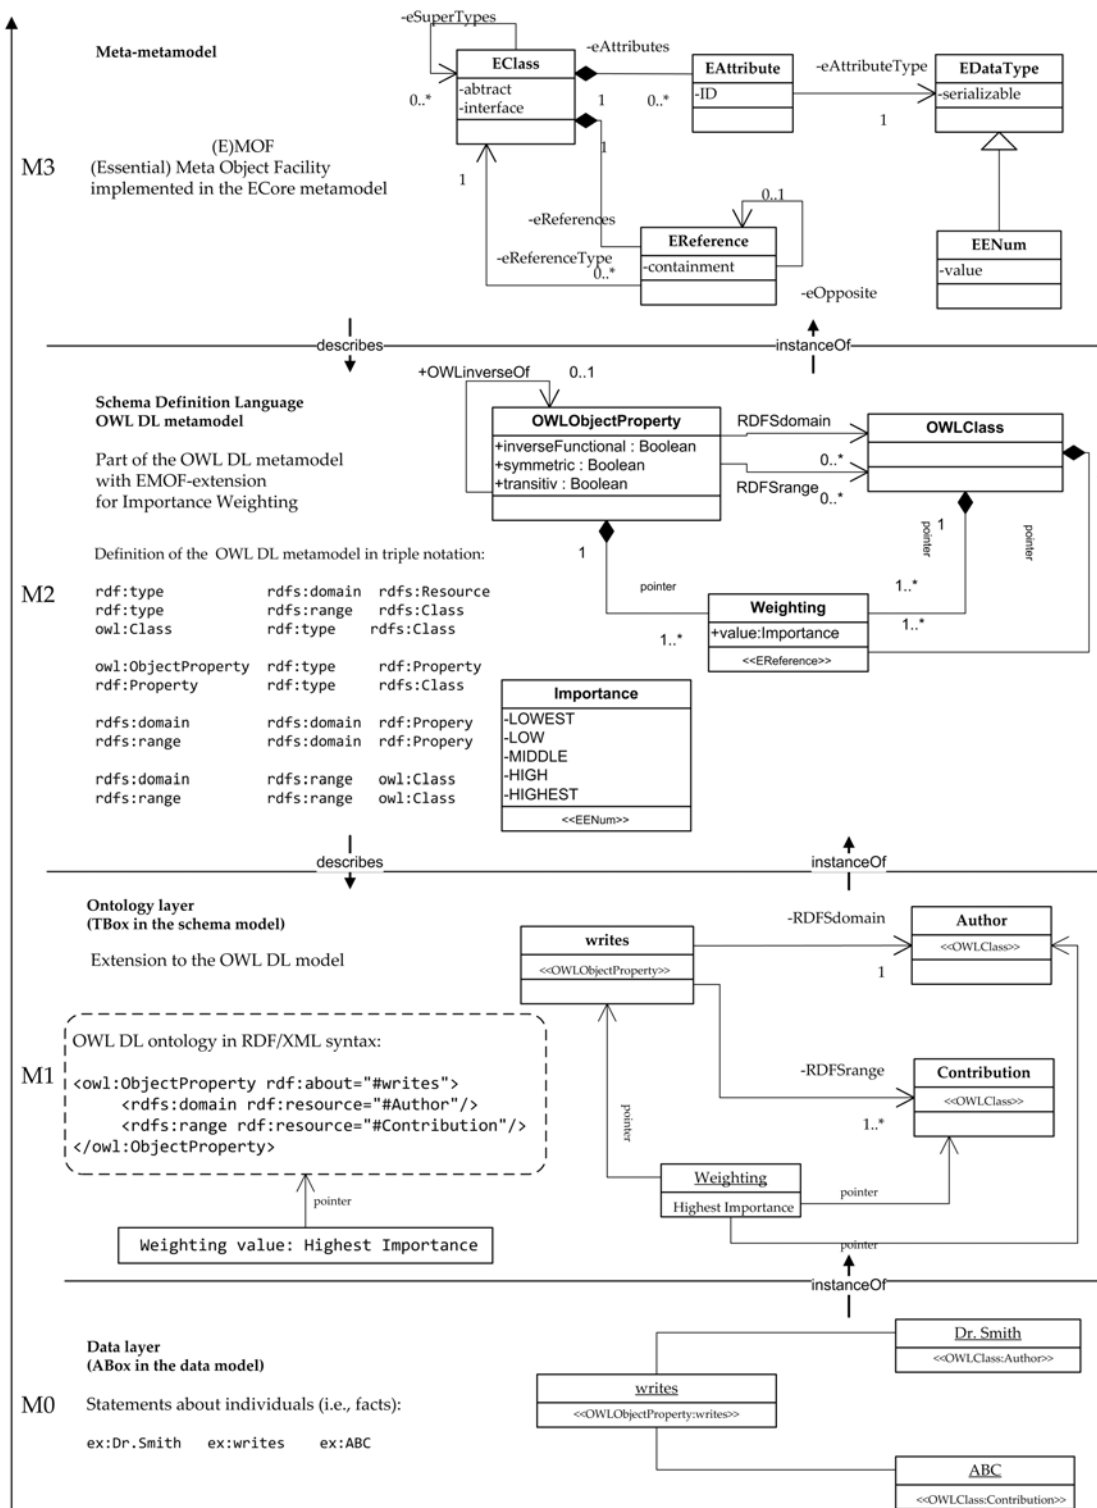 -eSuperTypes
Meta-metamodel
-eAttributes
EClass
EAttribute
-eAttributeType
EDataType
-abtract
-ID
-serializable
-interface
0..*
1
0..*
1
(E)MOF
1
M3
(Essential) Meta Object Facility
implemented in the ECore metamodel
1
0..1
-eReferences
EReference
EENum
-eReferenceType
-containment
-value
0..*
-eOpposite
describes
instanceOf
+OWLinverseOf
0..1
Schema Definition Language
OWL DL metamodel
OWLObjectProperty
RDFSdomain
OWLClass
+inverseFunctional : Boolean
Part of the OWL DL metamodel
+symmetric : Boolean
0..*
with EMOF-extension
+transitiv : Boolean
RDFSrange
for Importance Weighting
0..*
1
1
pointer
pointer
Definition of the OWL DL metamodel in triple notation:
pointer
M2
rdf:type rdfs:domain rdfs:Resource
rdf:type rdfs:range rdfs:Class
owl:Class rdf:type rdfs:Class
1..*
Weighting
+value:Importance
1..*
1..*
<<EReference>>
owl:ObjectProperty rdf:type rdf:Property
rdf:Property rdf:type rdfs:Class
Importance
rdfs:domain rdfs:domain rdf:Propery
rdfs:range rdfs:domain rdf:Propery
-LOWEST
-LOW
-MIDDLE
-HIGH
-HIGHEST
rdfs:domain rdfs:range owl:Class
rdfs:range rdfs:range owl:Class
<<EENum>>
describes
instanceOf
Ontology layer
(TBox in the schema model)
-RDFSdomain
Author
writes
<<OWLClass>>
Extension to the OWL DL model
<<OWLObjectProperty>>
1
OWL DL ontology in RDF/XML syntax:
M1
-RDFSrange
Contribution
<owl:ObjectProperty rdf:about="#writes">
<<OWLClass>>
<rdfs:domain rdf:resource="#Author"/>
<rdfs:range rdf:resource="#Contribution"/>
1..*
pointer
</owl:ObjectProperty>
Weighting
pointer
pointer
Highest Importance
Weighting value: Highest Importance
pointer
instanceOf
Data layer
(ABox in the data model)
Dr. Smith
<<OWLClass:Author>>
writes
M0
Statements about individuals (i.e., facts):
<<OWLObjectProperty:writes>>
ex:Dr.Smith ex:writes ex:ABC
ABC
<<OWLClass:Contribution>>